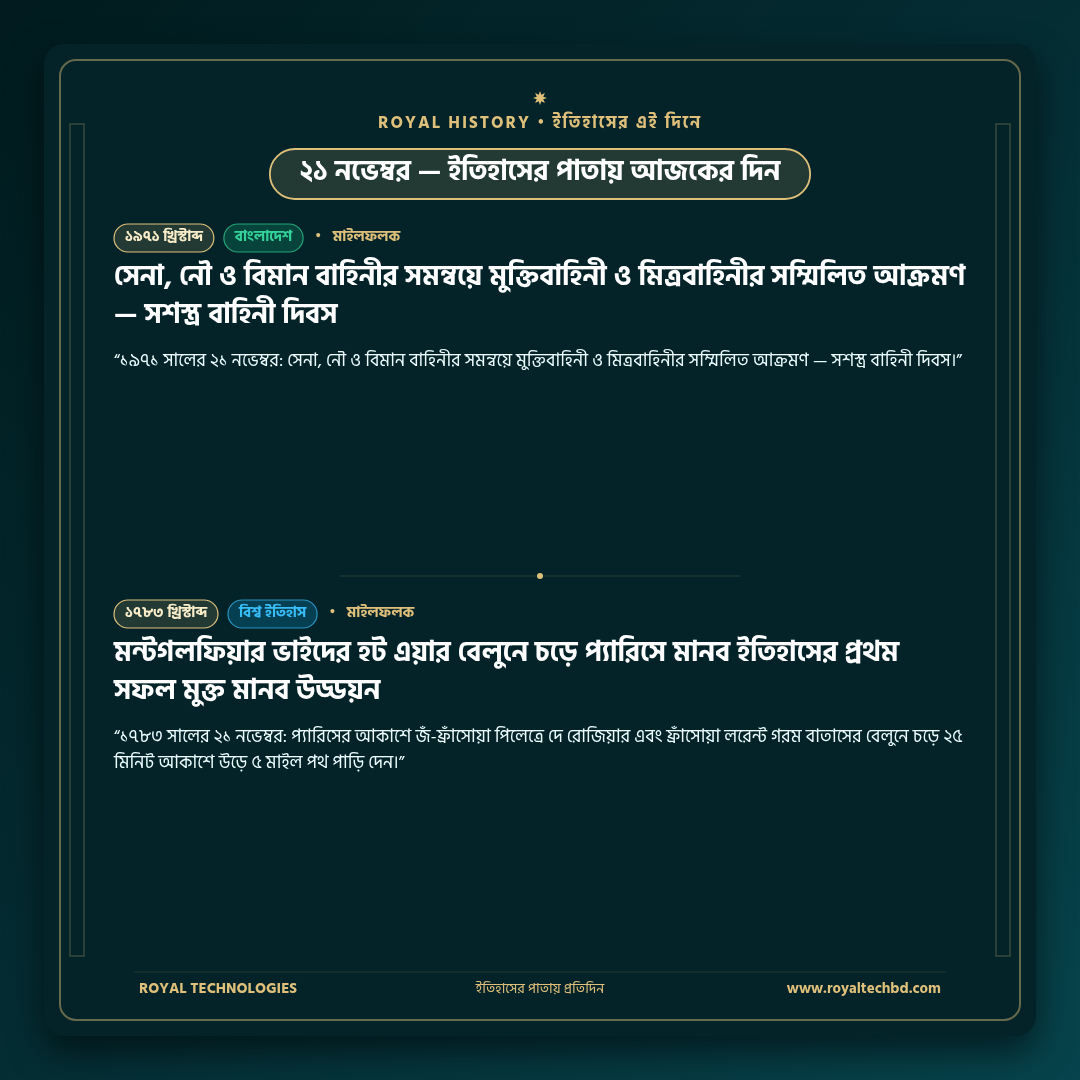 ROYAL HISTORY • ইতিহাসের এই দিনে
২১ নভেম্বর — ইতিহাসের পাতায় আজকের দিন
১৯৭১ খ্রিষ্টাব্দ বাংলাদেশ • মাইলফলক
সেনা, নৌ ও বিমান বাহিনীর সমন্বয়ে মুক্তিবাহিনী ও মিত্রবাহিনীর সম্মিলিত আক্রমণ
— সশস্ত্র বাহিনী দিবস
“১৯৭১ সালের ২১ নভেম্বর: সেনা, নৌ ও বিমান বাহিনীর সমন্বয়ে মুক্তিবাহিনী ও মিত্রবাহিনীর সম্মিলিত আক্রমণ — সশস্ত্র বাহিনী দিবস।”
১৭৮৩ খ্রিষ্টাব্দ বিশ্ব ইতিহাস • মাইলফলক
মন্টগলফিয়ার ভাইদের হট এয়ার বেলুনে চড়ে প্যারিসে মানব ইতিহাসের প্রথম
সফল মুক্ত মানব উড্ডয়ন
“১৭৮৩ সালের ২১ নভেম্বর: প্যারিসের আকাশে জঁ-ফ্রাঁসোয়া পিলেত্রে দে রোজিয়ার এবং ফ্রাঁসোয়া লরেন্ট গরম বাতাসের বেলুনে চড়ে ২৫
মিনিট আকাশে উড়ে ৫ মাইল পথ পাড়ি দেন।”
ROYAL TECHNOLOGIES ইতিহাসের পাতায় প্রতিদিন www.royaltechbd.com